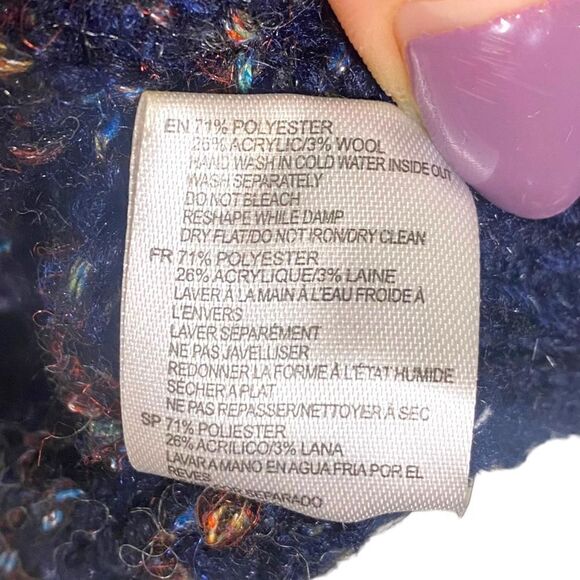 EN 71% POLYESTER
26% ACRYLIC/3% WOOL
HAND WASH IN COLD WATER INSIDE OUT
WASH SEPARATELY
DO NOT BLEACH
RESHAPE WHILE DAMP
DRY FLAT/DO NOT IRON/DRY CLEAN
FR 71% POLYESTER
26% ACRYLIQUE/3% LAINE
LAVER À LA MAIN À L'EAU FROIDE À
L'ENVERS
LAVER SÉPARÉMENT
NE PAS JAVELLISER
REDONNER LA FORME À L'ÉTAT HUMIDE
SÉCHER À PLAT
NE PAS REPASSER/NETTOYER À SEC
SP 71% POLIESTER
26% ACRILICO/3% LANA
LAVAR A MANO EN AGUA FRIA POR EL
REVES SEPARADO